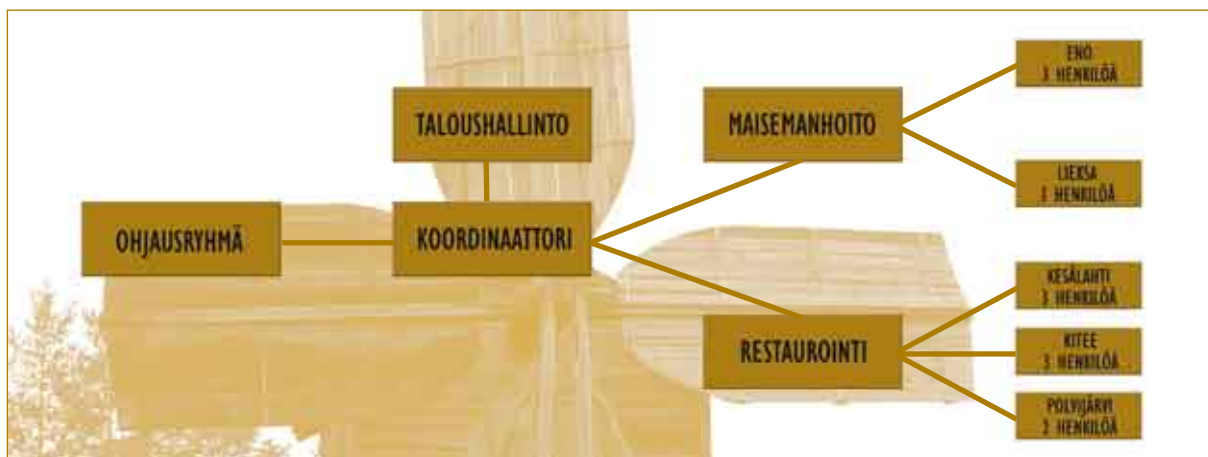 ENO
3 HENKILÖÄ
TALOUSHALLINTO
MAISEMANHOITO
LIEKSA
3 HENKILÖÄ
OHJAUSRYHMÄ
KOORDINAATTORI
KESÄLAHTI
3 HENKILÖÄ
RESTAUROINTI
KITEE
3 HENKILÖÄ
POLVIJÄRVI
HENKILÖÄ